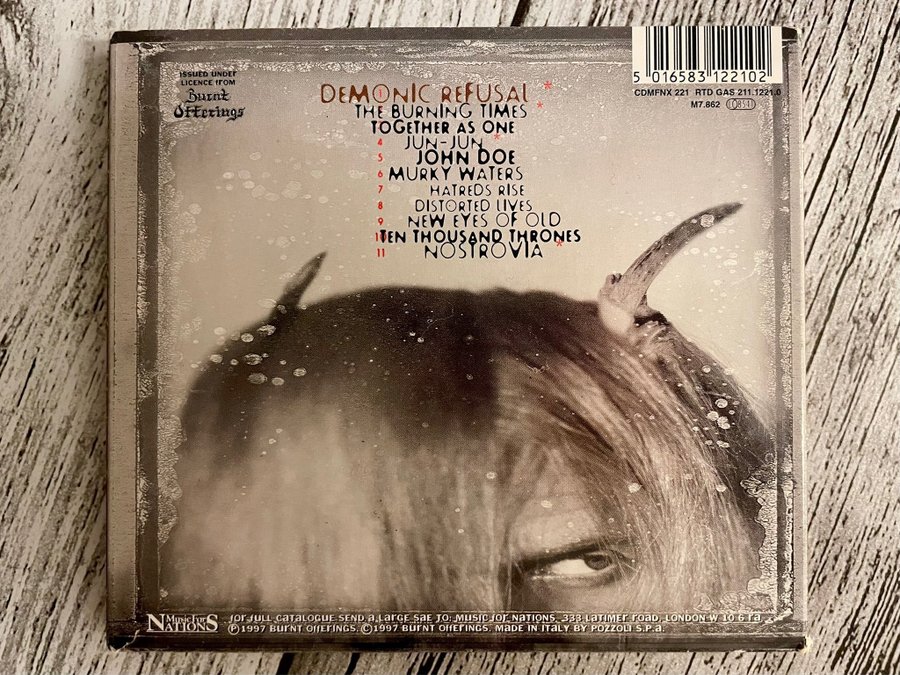 ISSUED UNDER
LICENCE FROM
Burnt
Offerings
5 016583 122102
CDMFNX 221 RTD GAS 211.1221.0
M7.862 LC 8541
1 DEMONIC REFUSAL *
THE BURNING TIMES *
TOGETHER AS ONE
4 JUN-JUN *
5 JOHN DOE
6 MURKY WATERS
7 HATREDS RISE
8 DISTORTED LIVES
9 NEW EYES OF OLD
10 TEN THOUSAND THRONES
11 NOSTROVIA *
Music For
NATIONS
for full catalogue send a large SAE to: Music for Nations, 333 Latimer Road, London W 10 6 ra
Ⓟ1997 BURNT Offerings. ©1997 BURNT Offerings. Made in Italy by Pozzoli S.p.a.